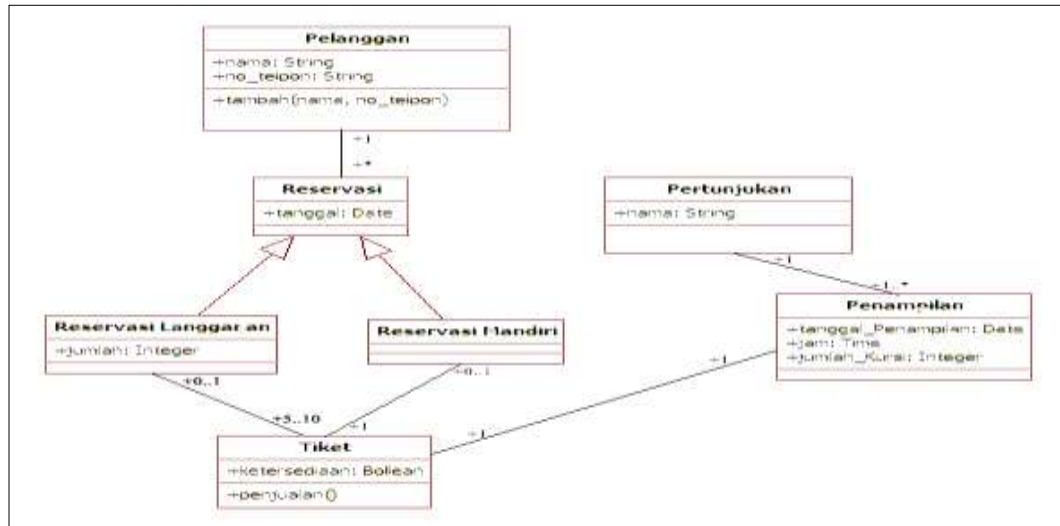 Pelanggan
+nama: String
+no_telpon: String
+tambah(nama, no_telpon)
+1
+*
Reservasi
+tanggal: Date
Pertunjukan
+nama: String
+1
+1..*
Penampilan
+tanggal_Penampilan: Date
+jam: Time
+jumlah_Kursi: Integer
Reservasi Langganan
+jumlah: Integer
Reservasi Mandiri
+0..1
+0..1
+1
+5..10
+1
+1
Tiket
+ketersediaan: Bollean
+penjualan()